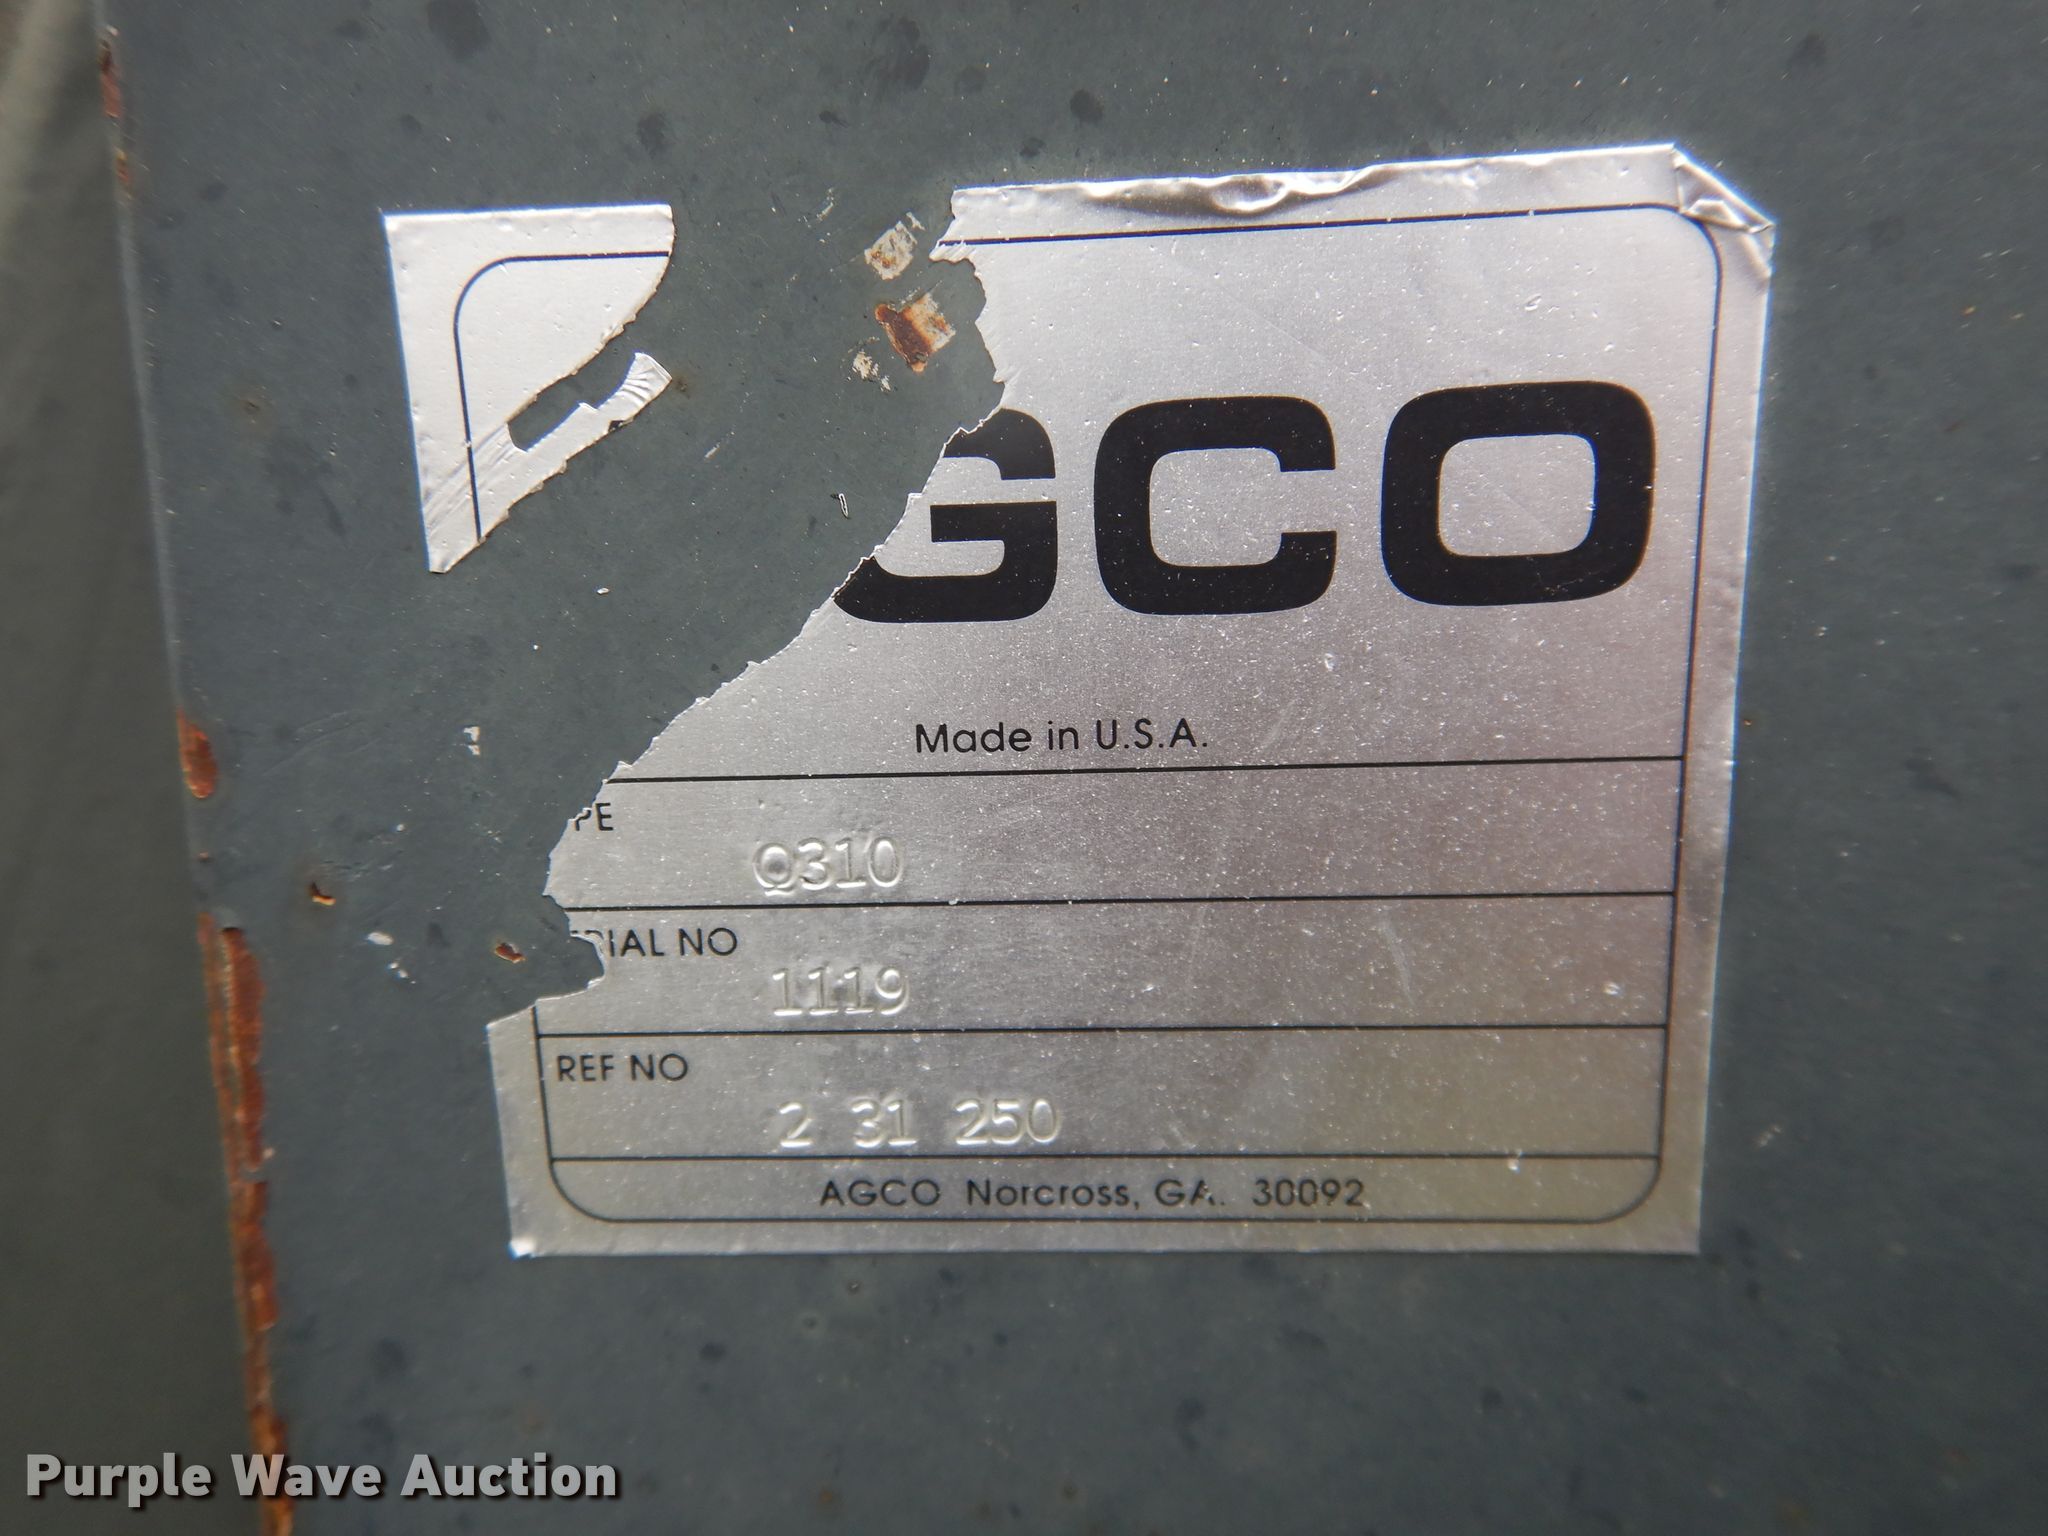 GCO
Made in U.S.A.
PE
Q310
RIAL NO
1119
REF NO
2 31 250
AGCO Norcross, GA. 30092
Purple Wave Auction